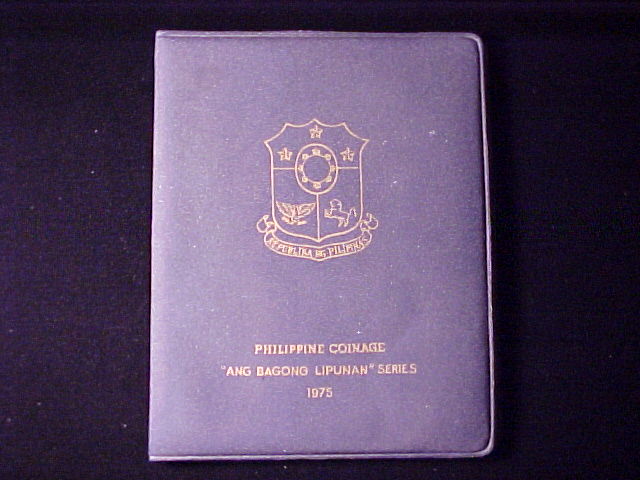 REPUBLIKA NG PILIPINAS
PHILIPPINE COINAGE
"ANG BAGONG LIPUNAN" SERIES
1975